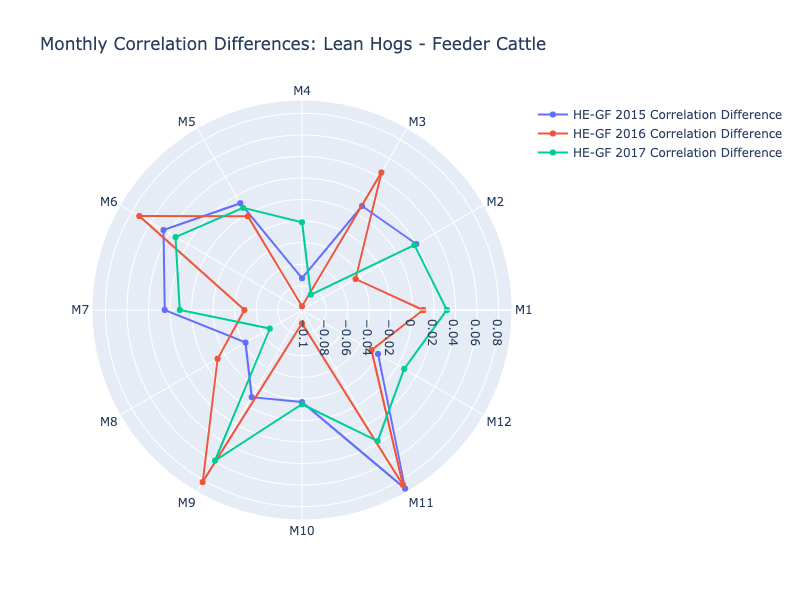 Monthly Correlation Differences: Lean Hogs - Feeder Cattle
HE-GF 2015 Correlation Difference
HE-GF 2016 Correlation Difference
HE-GF 2017 Correlation Difference
M4
M5
M3
M6
M2
M7
M1
−0.1
−0.08
−0.06
−0.04
−0.02
0
0.02
0.04
0.06
0.08
M8
M12
M9
M11
M10